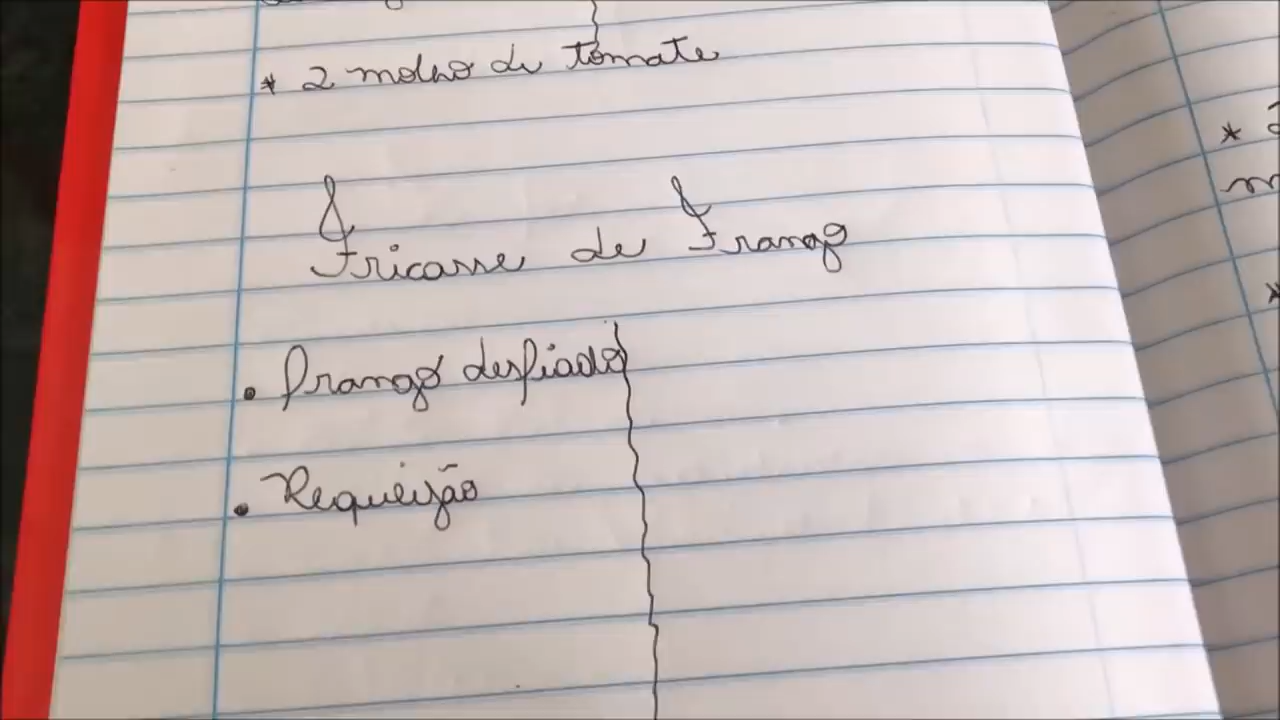 * 2 molho de tomate
Fricasse de Frango
. frango desfiado
. Requeijão